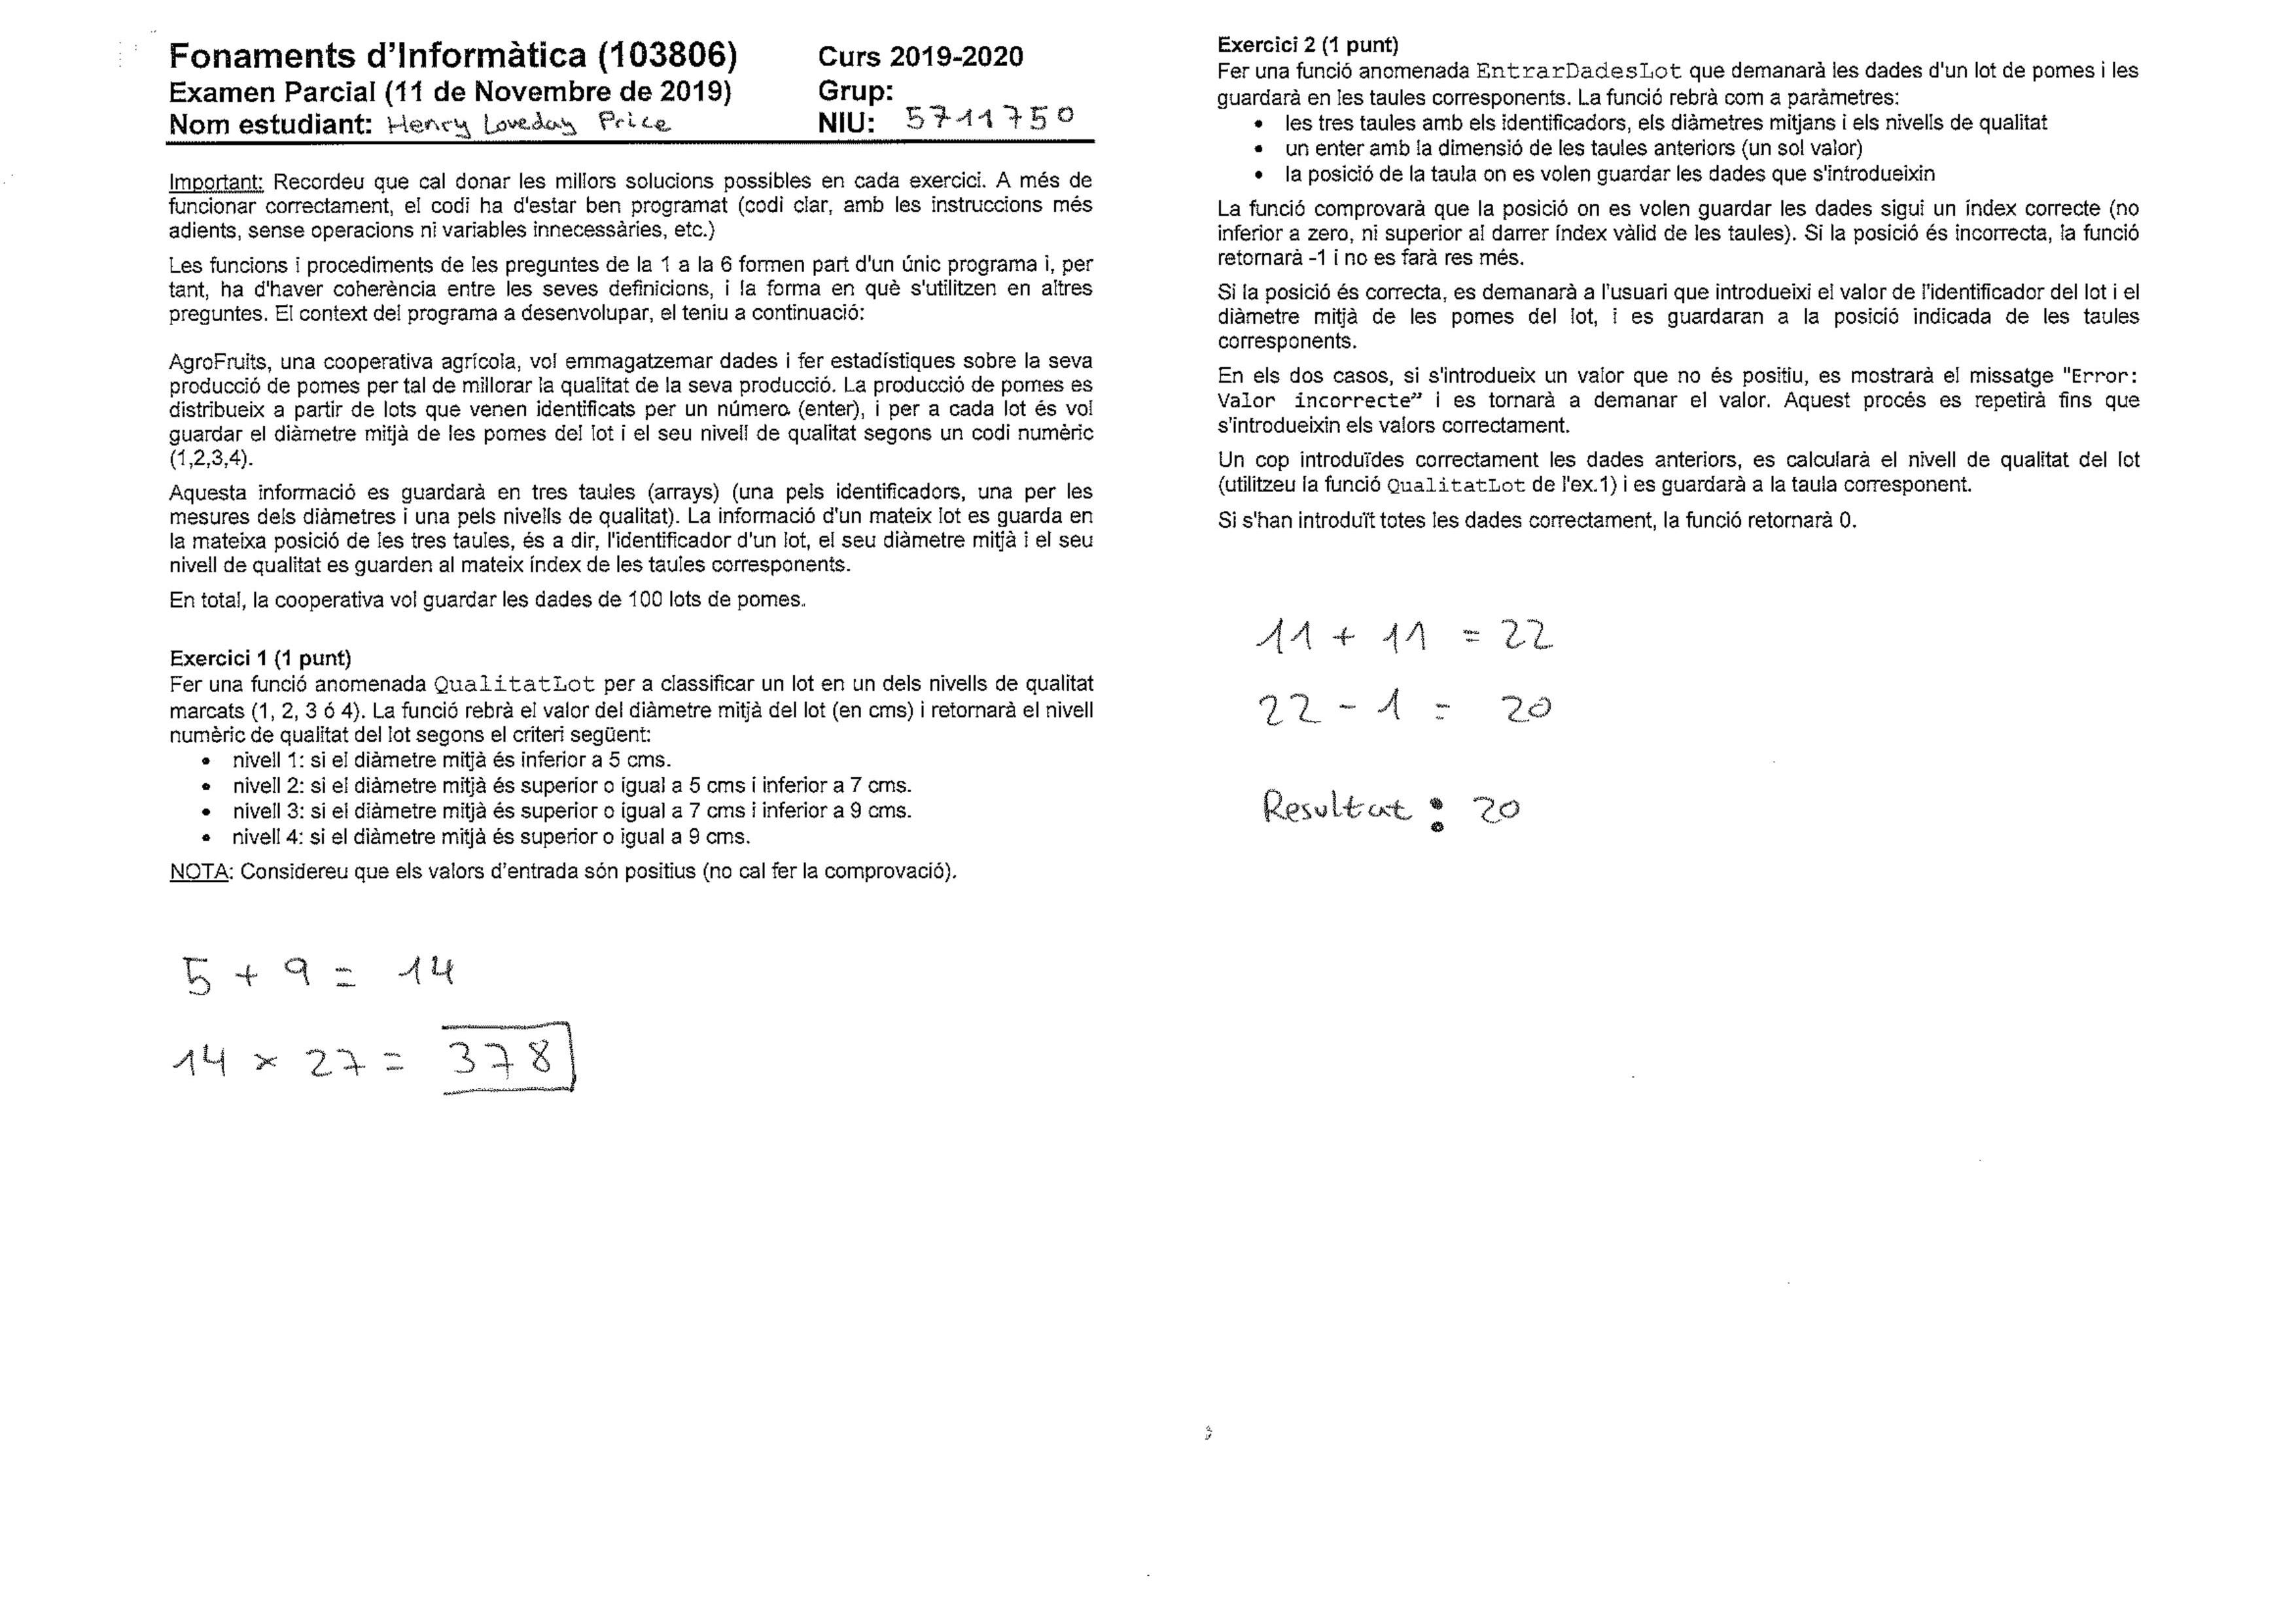 Fonaments d'Informàtica (103806) Curs 2019-2020
Examen Parcial (11 de Novembre de 2019) Grup:
Nom estudiant: Henry Loveday Price NIU: 5711750
Important: Recordeu que cal donar les millors solucions possibles en cada exercici. A més de
funcionar correctament, el codi ha d'estar ben programat (codi clar, amb les instruccions més
adients, sense operacions ni variables innecessàries, etc.)
Les funcions i procediments de les preguntes de la 1 a la 6 formen part d'un únic programa i, per
tant, ha d'haver coherència entre les seves definicions, i la forma en què s'utilitzen en altres
preguntes. El context del programa a desenvolupar, el teniu a continuació:
AgroFruits, una cooperativa agrícola, vol emmagatzemar dades i fer estadístiques sobre la seva
producció de pomes per tal de millorar la qualitat de la seva producció. La producció de pomes es
distribueix a partir de lots que venen identificats per un número (enter), i per a cada lot és vol
guardar el diàmetre mitjà de les pomes del lot i el seu nivell de qualitat segons un codi numèric
(1,2,3,4).
Aquesta informació es guardarà en tres taules (arrays) (una pels identificadors, una per les
mesures dels diàmetres i una pels nivells de qualitat). La informació d'un mateix lot es guarda en
la mateixa posició de les tres taules, és a dir, l'identificador d'un lot, el seu diàmetre mitjà i el seu
nivell de qualitat es guarden al mateix índex de les taules corresponents.
En total, la cooperativa vol guardar les dades de 100 lots de pomes.
Exercici 1 (1 punt)
Fer una funció anomenada QualitatLot per a classificar un lot en un dels nivells de qualitat
marcats (1, 2, 3 ó 4). La funció rebrà el valor del diàmetre mitjà del lot (en cms) i retornarà el nivell
numèric de qualitat del lot segons el criteri següent:
• nivell 1: si el diàmetre mitjà és inferior a 5 cms.
• nivell 2: si el diàmetre mitjà és superior o igual a 5 cms i inferior a 7 cms.
• nivell 3: si el diàmetre mitjà és superior o igual a 7 cms i inferior a 9 cms.
• nivell 4: si el diàmetre mitjà és superior o igual a 9 cms.
NOTA: Considereu que els valors d'entrada són positius (no cal fer la comprovació).
5 + 9 = 14
14 × 27 = 378
Exercici 2 (1 punt)
Fer una funció anomenada EntrarDadesLot que demanarà les dades d'un lot de pomes i les
guardarà en les taules corresponents. La funció rebrà com a paràmetres:
• les tres taules amb els identificadors, els diàmetres mitjans i els nivells de qualitat
• un enter amb la dimensió de les taules anteriors (un sol valor)
• la posició de la taula on es volen guardar les dades que s'introdueixin
La funció comprovarà que la posició on es volen guardar les dades sigui un índex correcte (no
inferior a zero, ni superior al darrer índex vàlid de les taules). Si la posició és incorrecta, la funció
retornarà -1 i no es farà res més.
Si la posició és correcta, es demanarà a l'usuari que introdueixi el valor de l'identificador del lot i el
diàmetre mitjà de les pomes del lot, i es guardaran a la posició indicada de les taules
corresponents.
En els dos casos, si s'introdueix un valor que no és positiu, es mostrarà el missatge "Error:
Valor incorrecte” i es tornarà a demanar el valor. Aquest procés es repetirà fins que
s'introdueixin els valors correctament.
Un cop introduïdes correctament les dades anteriors, es calcularà el nivell de qualitat del lot
(utilitzeu la funció QualitatLot de l'ex.1) i es guardarà a la taula corresponent.
Si s'han introduït totes les dades correctament, la funció retornarà 0.
11 + 11 = 22
22 - 1 = 20
Resultat : 20